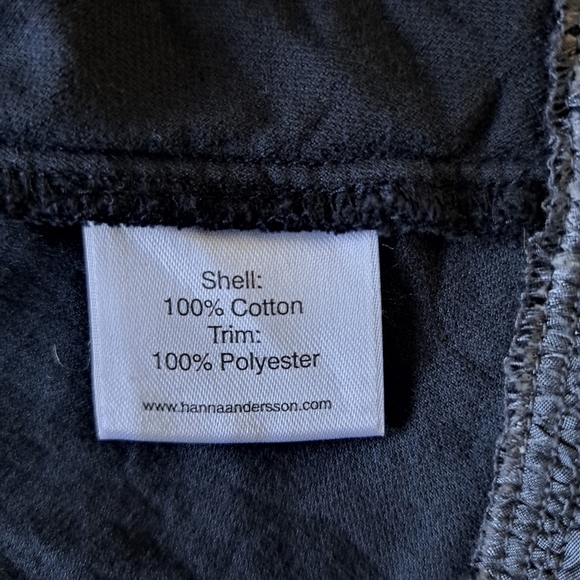 Shell:
100% Cotton
Trim:
100% Polyester
www.hannaandersson.com